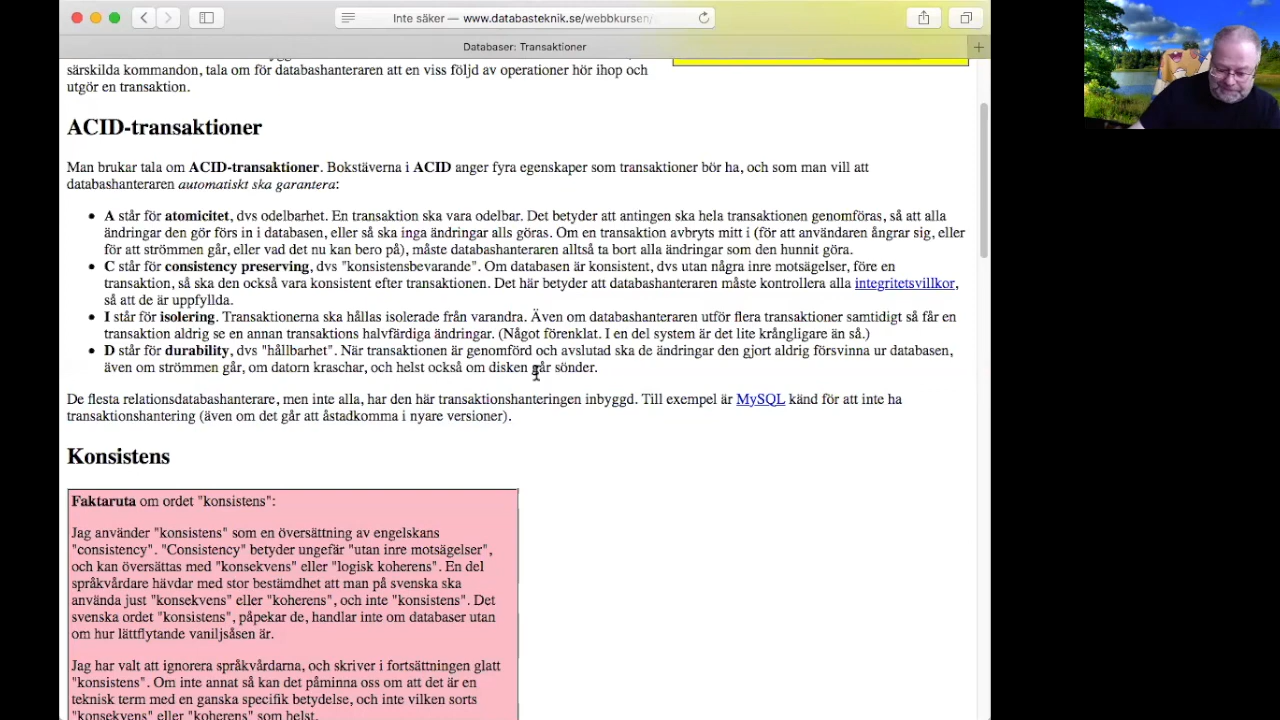 Inte säker — www.databasteknik.se/webbkursen/
Databaser: Transaktioner
särskilda kommandon, tala om för databashanteraren att en viss följd av operationer hör ihop och
utgör en transaktion.
ACID-transaktioner
Man brukar tala om ACID-transaktioner. Bokstäverna i ACID anger fyra egenskaper som transaktioner bör ha, och som man vill att
databashanteraren automatiskt ska garantera:
• A står för atomicitet, dvs odelbarhet. En transaktion ska vara odelbar. Det betyder att antingen ska hela transaktionen genomföras, så att alla
ändringar den gör förs in i databasen, eller så ska inga ändringar alls göras. Om en transaktion avbryts mitt i (för att användaren ångrar sig, eller
för att strömmen går, eller vad det nu kan bero på), måste databashanteraren alltså ta bort alla ändringar som den hunnit göra.
• C står för consistency preserving, dvs "konsistensbevarande". Om databasen är konsistent, dvs utan några inre motsägelser, före en
transaktion, så ska den också vara konsistent efter transaktionen. Det här betyder att databashanteraren måste kontrollera alla integritetsvillkor,
så att de är uppfyllda.
• I står för isolering. Transaktionerna ska hållas isolerade från varandra. Även om databashanteraren utför flera transaktioner samtidigt så får en
transaktion aldrig se en annan transaktions halvfärdiga ändringar. (Något förenklat. I en del system är det lite krångligare än så.)
• D står för durability, dvs "hållbarhet". När transaktionen är genomförd och avslutad ska de ändringar den gjort aldrig försvinna ur databasen,
även om strömmen går, om datorn kraschar, och helst också om disken går sönder.
De flesta relationsdatabashanterare, men inte alla, har den här transaktionshanteringen inbyggd. Till exempel är MySQL känd för att inte ha
transaktionshantering (även om det går att åstadkomma i nyare versioner).
Konsistens
Faktaruta om ordet "konsistens":
Jag använder "konsistens" som en översättning av engelskans
"consistency". "Consistency" betyder ungefär "utan inre motsägelser",
och kan översättas med "konsekvens" eller "logisk koherens". En del
språkvårdare hävdar med stor bestämdhet att man på svenska ska
använda just "konsekvens" eller "koherens", och inte "konsistens". Det
svenska ordet "konsistens", påpekar de, handlar inte om databaser utan
om hur lättflytande vaniljsåsen är.
Jag har valt att ignorera språkvårdarna, och skriver i fortsättningen glatt
"konsistens". Om inte annat så kan det påminna oss om att det är en
teknisk term med en ganska specifik betydelse, och inte vilken sorts
"konsekvens" eller "koherens" som helst.